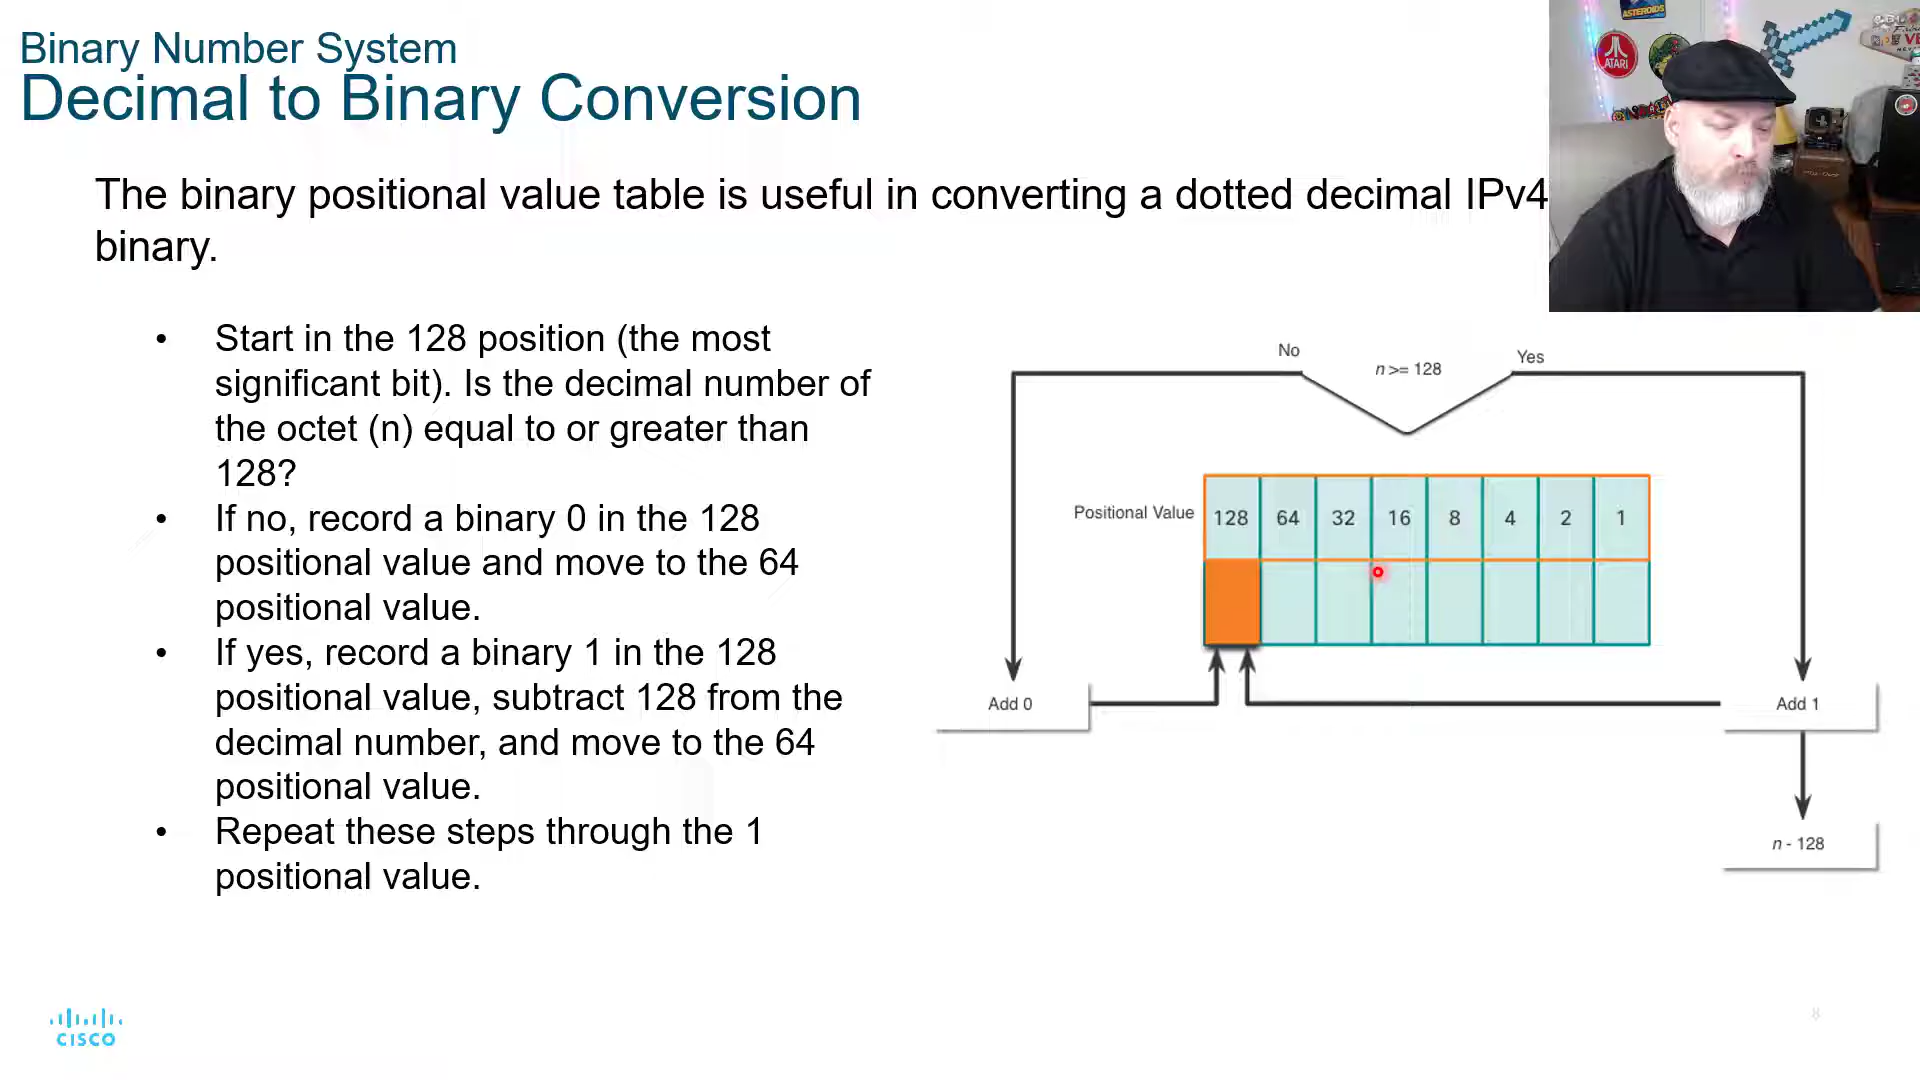 Binary Number System
Decimal to Binary Conversion
The binary positional value table is useful in converting a dotted decimal IPv4
binary.
• Start in the 128 position (the most
significant bit). Is the decimal number of
the octet (n) equal to or greater than
128?
• If no, record a binary 0 in the 128
positional value and move to the 64
positional value.
• If yes, record a binary 1 in the 128
positional value, subtract 128 from the
decimal number, and move to the 64
positional value.
• Repeat these steps through the 1
positional value.
No
n >= 128
Yes
Positional Value
128 64 32 16 8 4 2 1
Add 0
Add 1
n - 128
CISCO
8
ASTEROIDS
ATARI